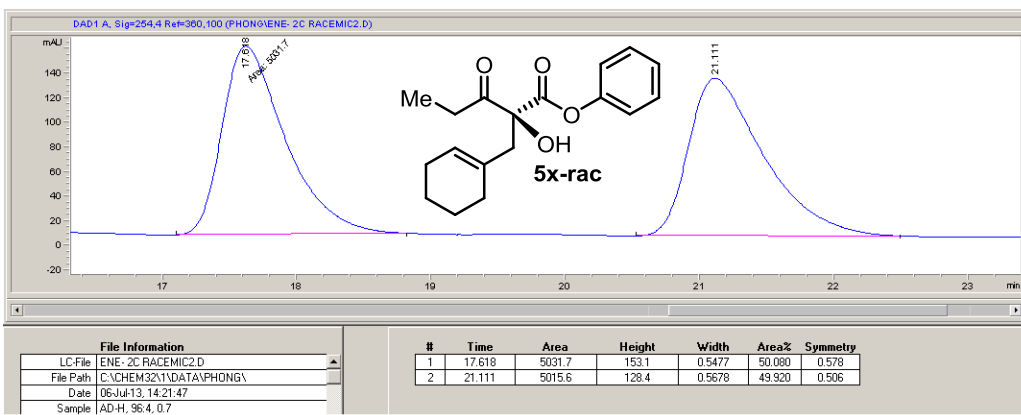 DAD1 A, Sig=254,4 Ref=360,100 (PHONG\ENE- 2C RACEMIC2.D)
mAU
140
120
100
80
60
40
20
0
-20
17.618
Area: 5031.7
21.111
O
O
Me
O
OH
5x-rac
17 18 19 20 21 22 23 min
File Information
LC-File ENE- 2C RACEMIC2.D
File Path C:\CHEM32\1\DATA\PHONG\
Date 06-Jul-13, 14:21:47
Sample AD-H, 96:4, 0.7
# Time Area Height Width Area% Symmetry
1 17.618 5031.7 153.1 0.5477 50.080 0.578
2 21.111 5015.6 128.4 0.5678 49.920 0.506